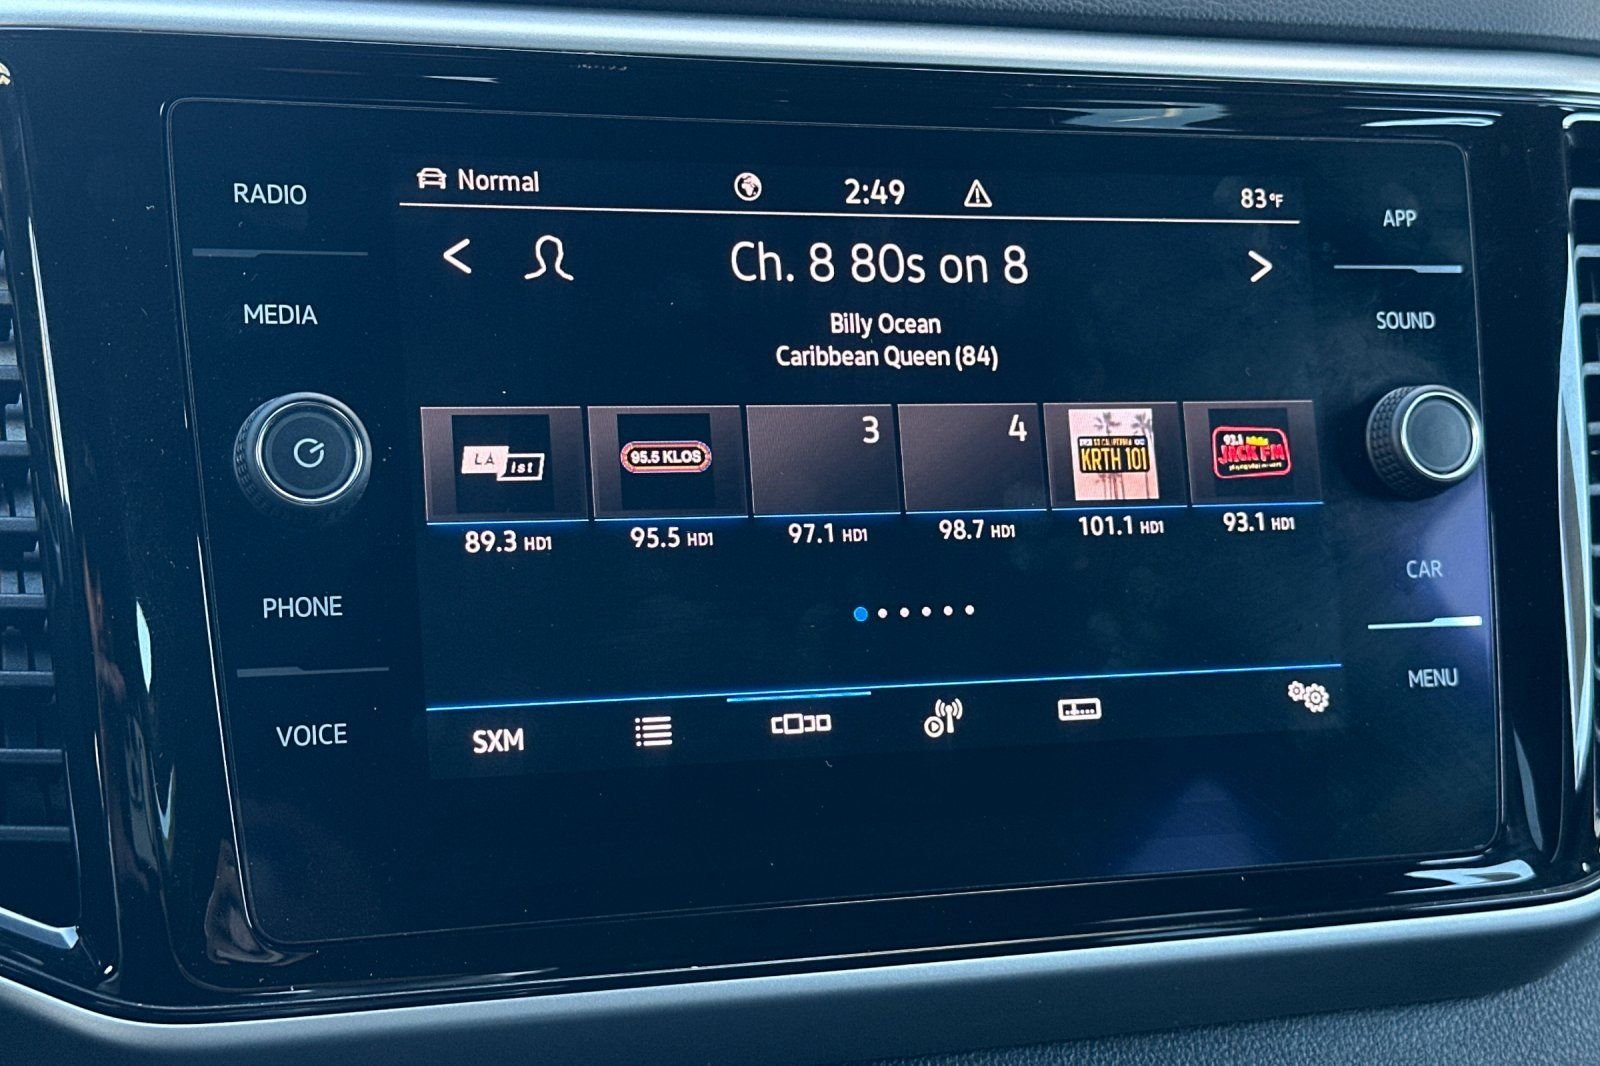 RADIO
MEDIA
PHONE
VOICE
Normal
2:49
83°F
Ch. 8 80s on 8
Billy Ocean
Caribbean Queen (84)
LA ist
95.5 KLOS
3
4
KRTH 101
93.1
JACK FM
89.3 HD1
95.5 HD1
97.1 HD1
98.7 HD1
101.1 HD1
93.1 HD1
SXM
APP
SOUND
CAR
MENU